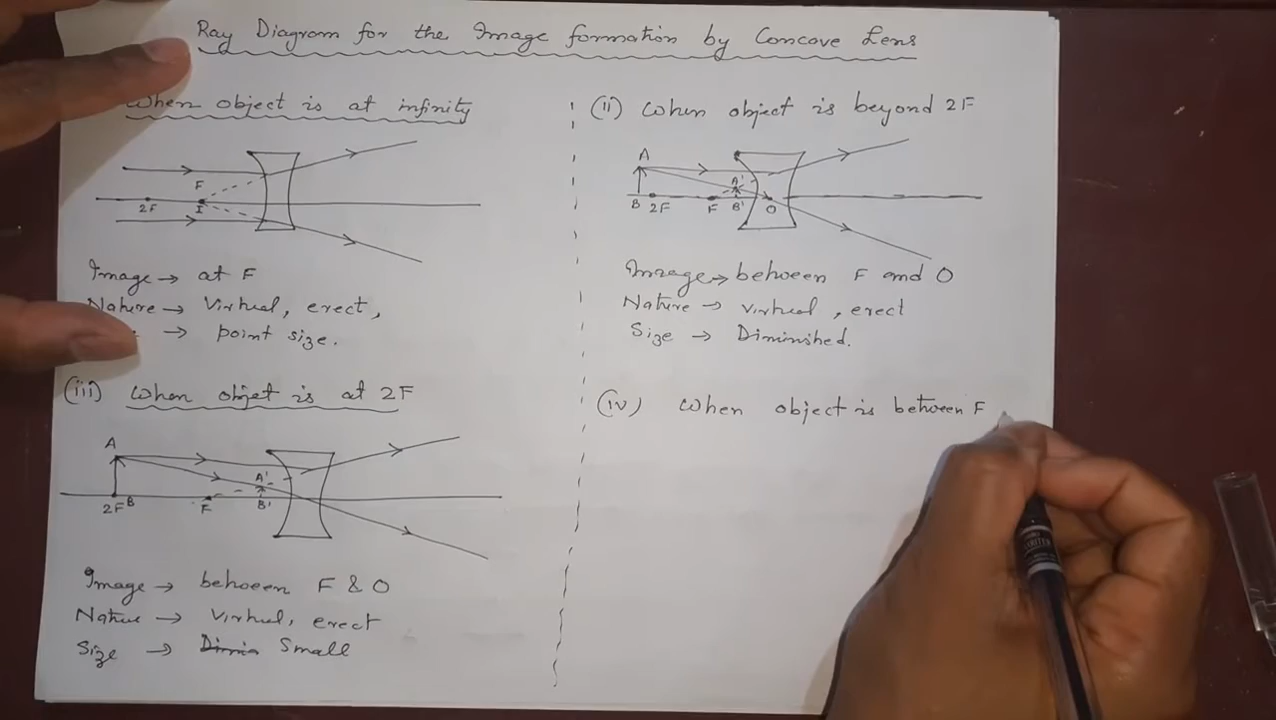 Ray Diagram for the Image formation by Concave Lens
When object is at infinity
F
2F
I
Image → at F
Nature → Virtual, erect,
→ point size.
(ii) When object is beyond 2F
A
A'
B 2F F B' O
Image → between F and O
Nature → virtual, erect
Size → Diminished.
(iii) When objet is at 2F
A
A'
2F B F B'
Image → between F & O
Nature → Virtual, erect
Size → Small
(iv) When object is between F